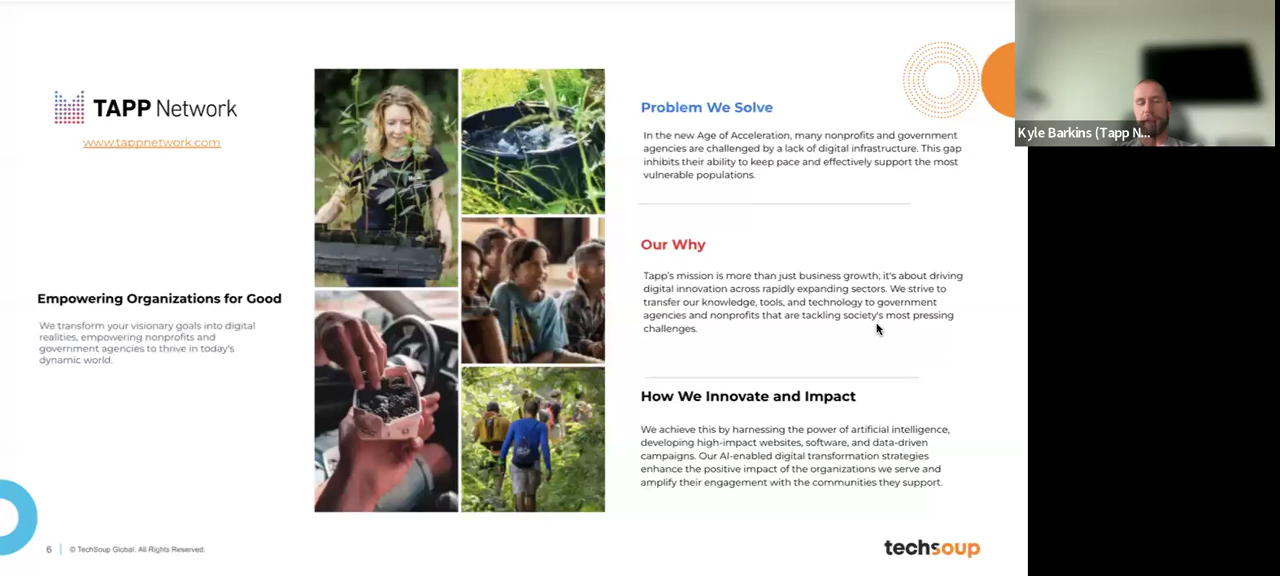 TAPP Network
www.tappnetwork.com
Empowering Organizations for Good
We transform your visionary goals into digital
realities, empowering nonprofits and
government agencies to thrive in today's
dynamic world.
Problem We Solve
In the new Age of Acceleration, many nonprofits and government
agencies are challenged by a lack of digital infrastructure. This gap
inhibits their ability to keep pace and effectively support the most
vulnerable populations.
Our Why
Tapp's mission is more than just business growth; it's about driving
digital innovation across rapidly expanding sectors. We strive to
transfer our knowledge, tools, and technology to government
agencies and nonprofits that are tackling society's most pressing
challenges.
How We Innovate and Impact
We achieve this by harnessing the power of artificial intelligence,
developing high-impact websites, software, and data-driven
campaigns. Our AI-enabled digital transformation strategies
enhance the positive impact of the organizations we serve and
amplify their engagement with the communities they support.
6 | © TechSoup Global. All Rights Reserved.
techsoup
Kyle Barkins (Tapp N...